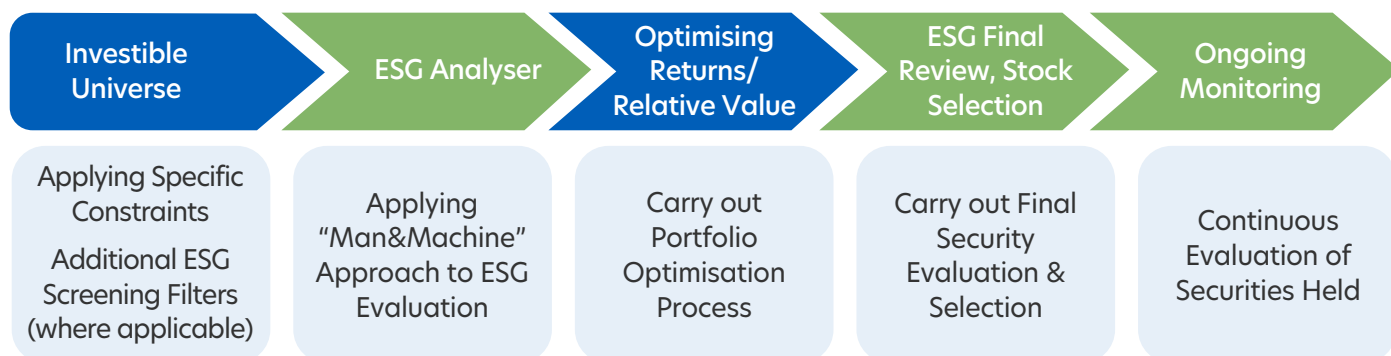 Investible
Universe
ESG Analyser
Optimising
Returns/
Relative Value
ESG Final
Review, Stock
Selection
Ongoing
Monitoring
Applying Specific
Constraints
Additional ESG
Screening Filters
(where applicable)
Applying
“Man&Machine”
Approach to ESG
Evaluation
Carry out
Portfolio
Optimisation
Process
Carry out Final
Security
Evaluation &
Selection
Continuous
Evaluation of
Securities Held